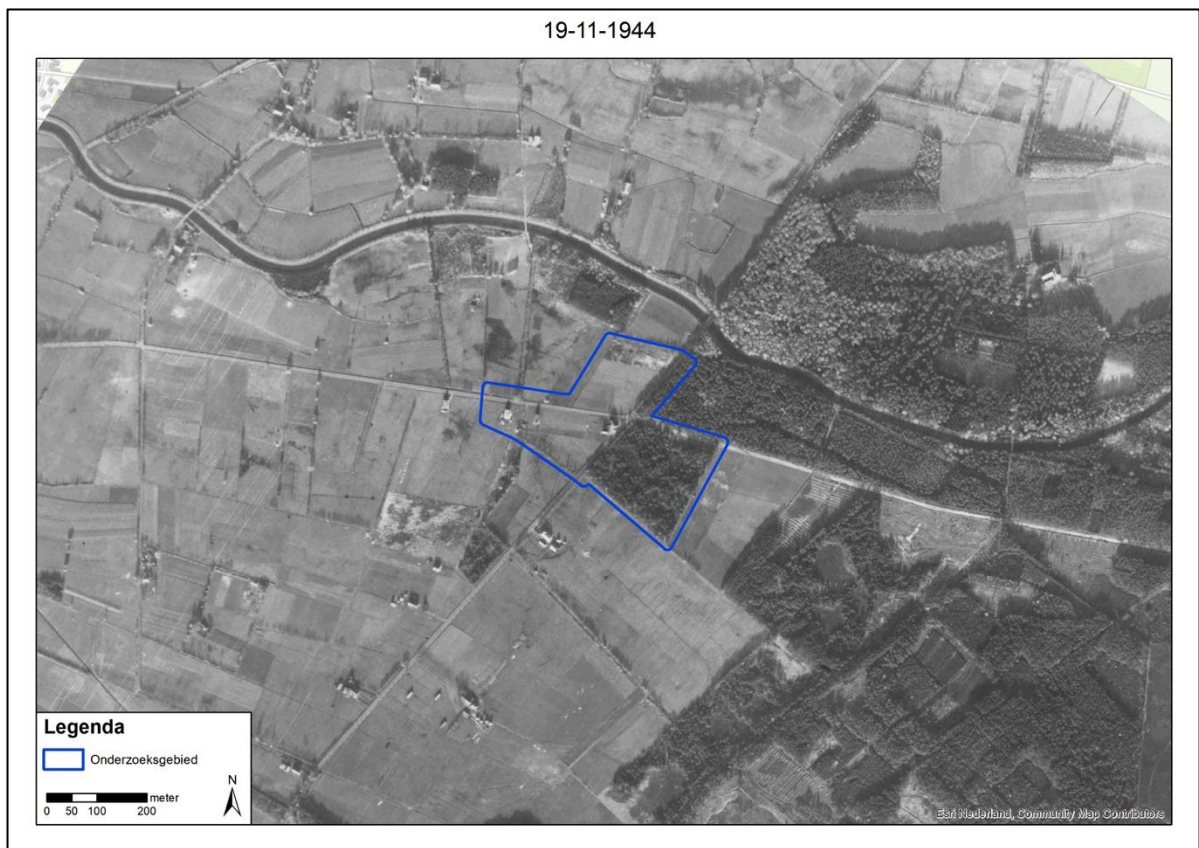 19-11-1944
Legenda
Onderzoeksgebied
N
meter
0 50 100 200
Esri Nederland, Community Map Contributors